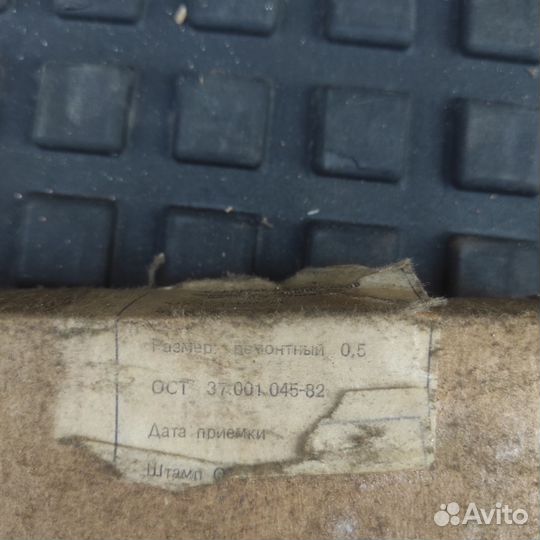 Размер ремонтный 0,5
ОСТ 37.001.045-82
Дата приемки
Штамп О
Avito